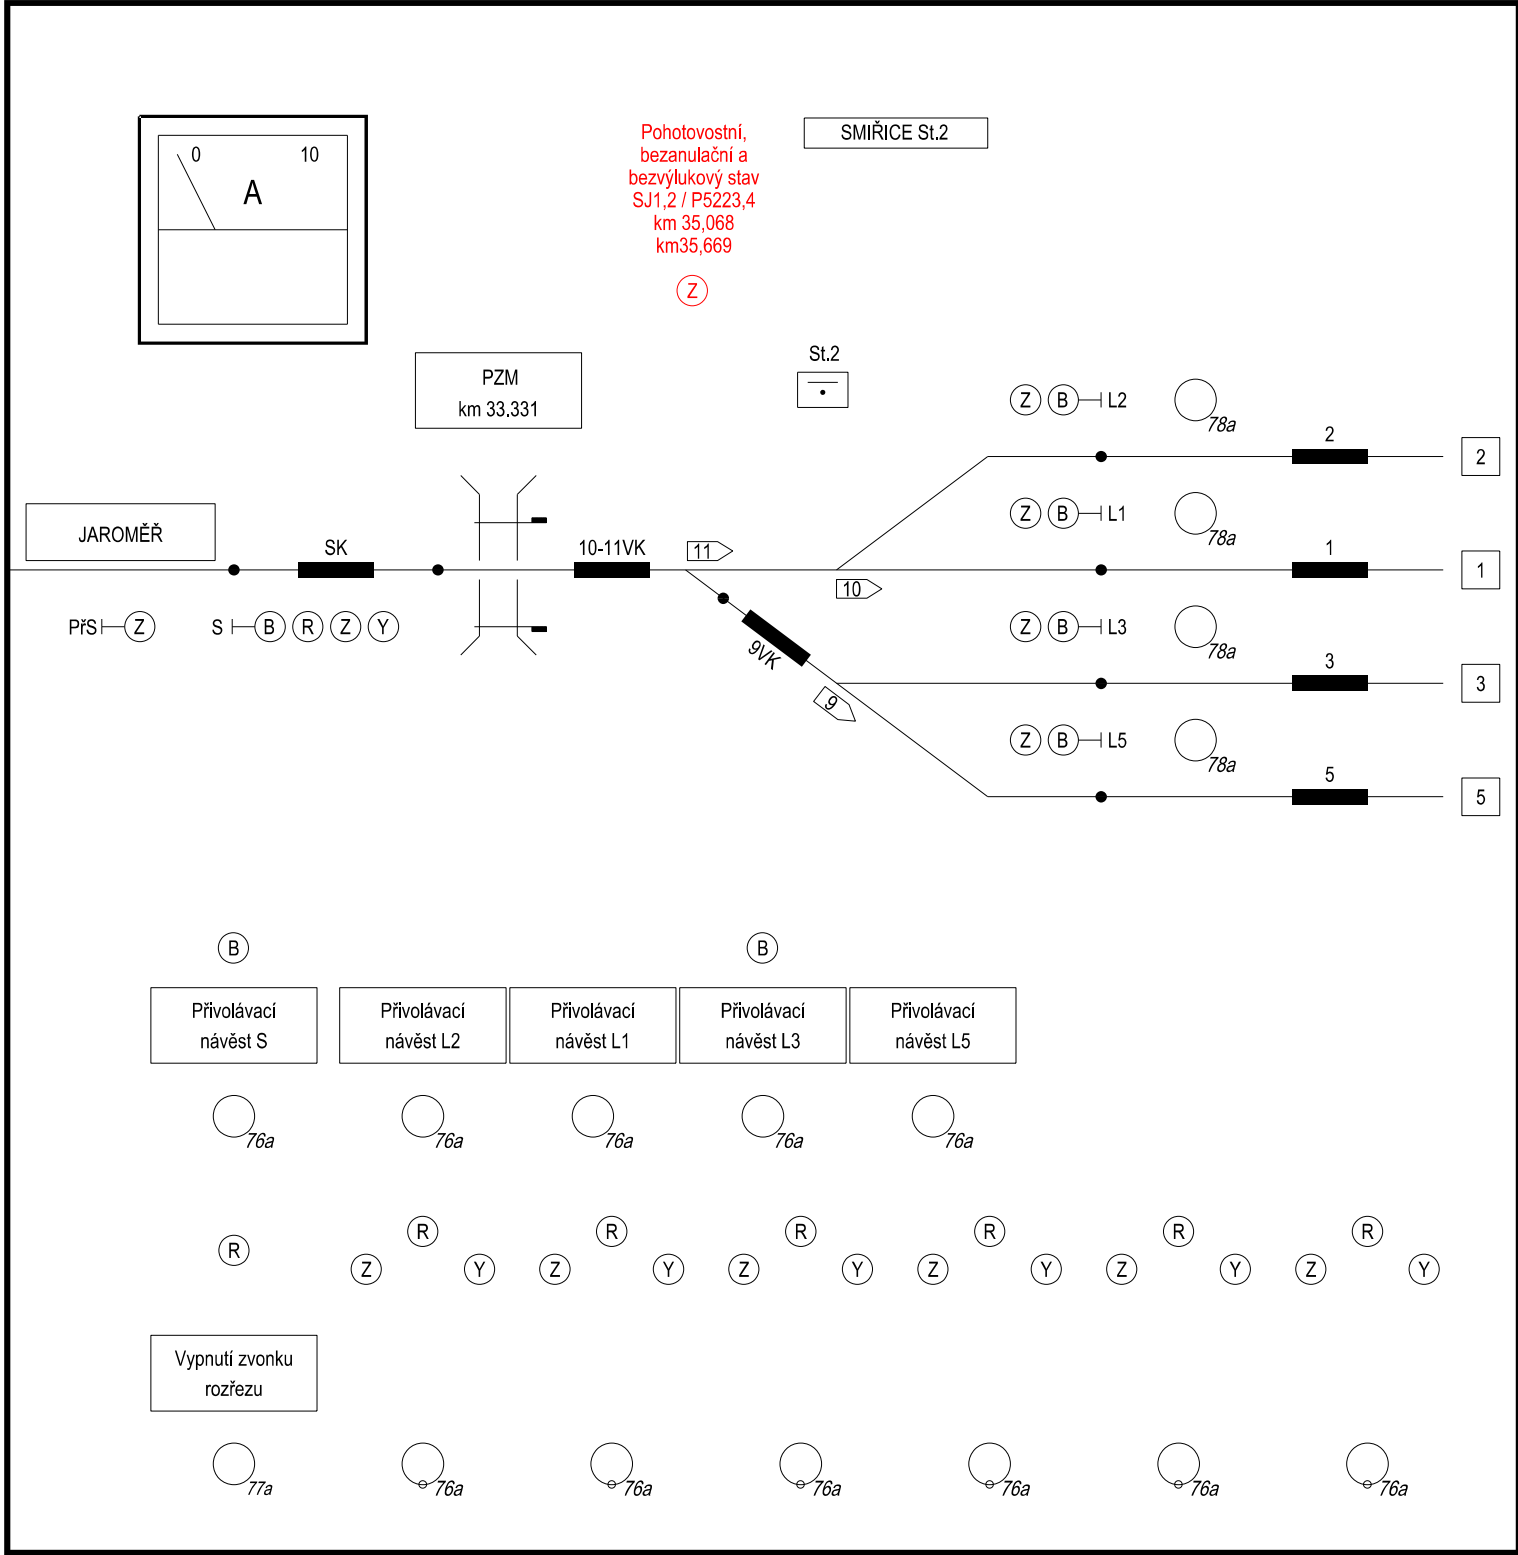 0 10
A
Pohotovostní,
bezanulační a
bezvýlukový stav
SJ1,2 / P5223,4
km 35,068
km35,669
Z
SMIŘICE St.2
PZM
km 33.331
St.2
Z B L2 78a
2
2
JAROMĚŘ
SK
10-11VK
11
10
Z B L1 78a
1
1
PřS Z
S B R Z Y
9VK
9
Z B L3 78a
3
3
Z B L5 78a
5
5
B B
Přivolávací
návěst S
Přivolávací
návěst L2
Přivolávací
návěst L1
Přivolávací
návěst L3
Přivolávací
návěst L5
76a 76a 76a 76a 76a
R
R R R R R R
Z Y Z Y Z Y Z Y Z Y Z Y
Vypnutí zvonku
rozřezu
77a 76a 76a 76a 76a 76a 76a